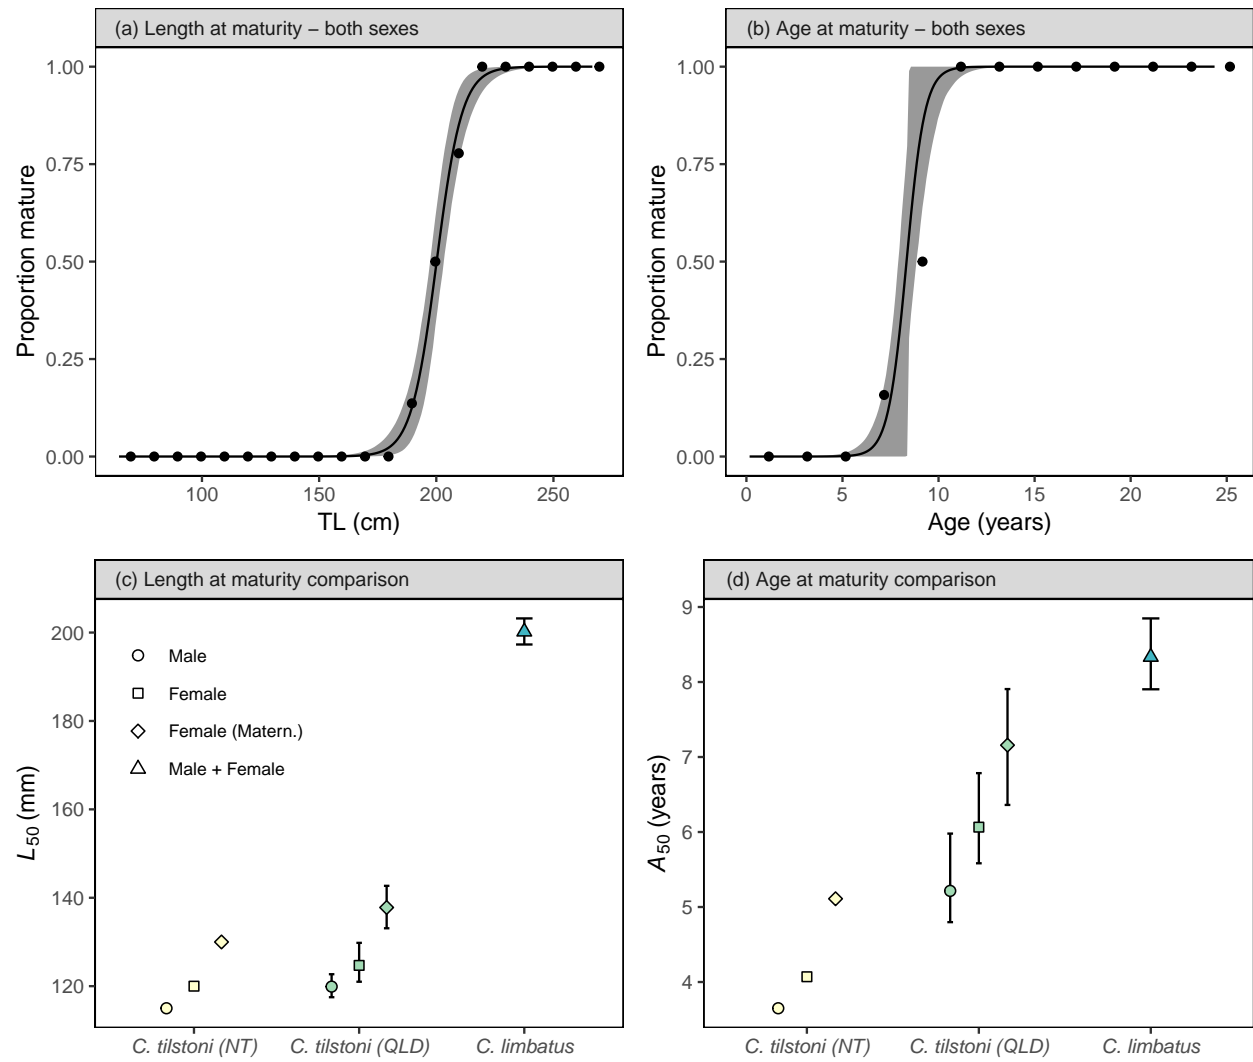 (a) Length at maturity − both sexes
Proportion mature
1.00
0.75
0.50
0.25
0.00
100 150 200 250
TL (cm)
(b) Age at maturity − both sexes
Proportion mature
1.00
0.75
0.50
0.25
0.00
0 5 10 15 20 25
Age (years)
(c) Length at maturity comparison
L50 (mm)
200
180
160
140
120
Male
Female
Female (Matern.)
Male + Female
C. tilstoni (NT) C. tilstoni (QLD) C. limbatus
(d) Age at maturity comparison
A50 (years)
9
8
7
6
5
4
C. tilstoni (NT) C. tilstoni (QLD) C. limbatus